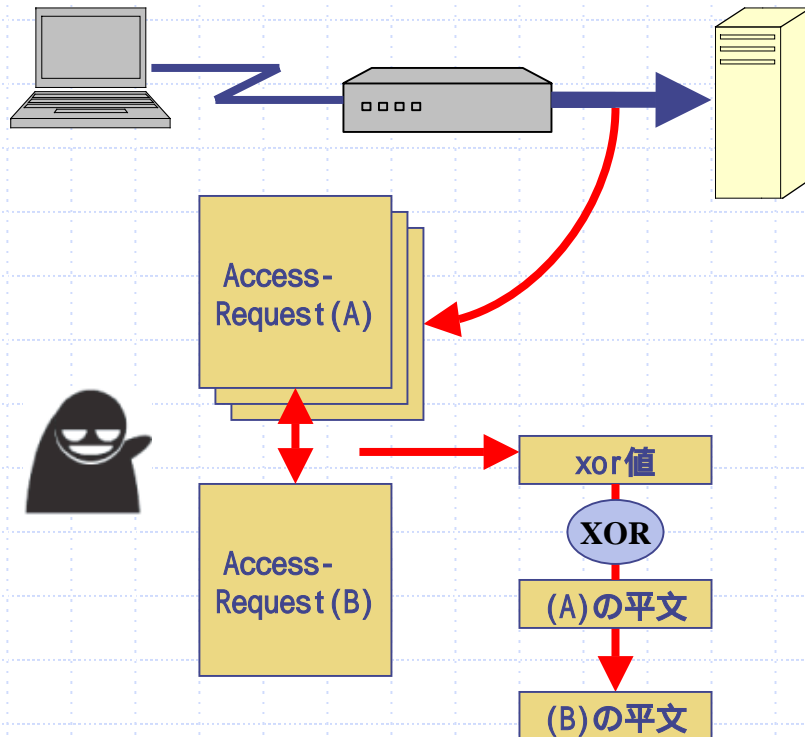 Access-
Request(A)
xor値
XOR
Access-
Request(B)
(A)の平文
(B)の平文